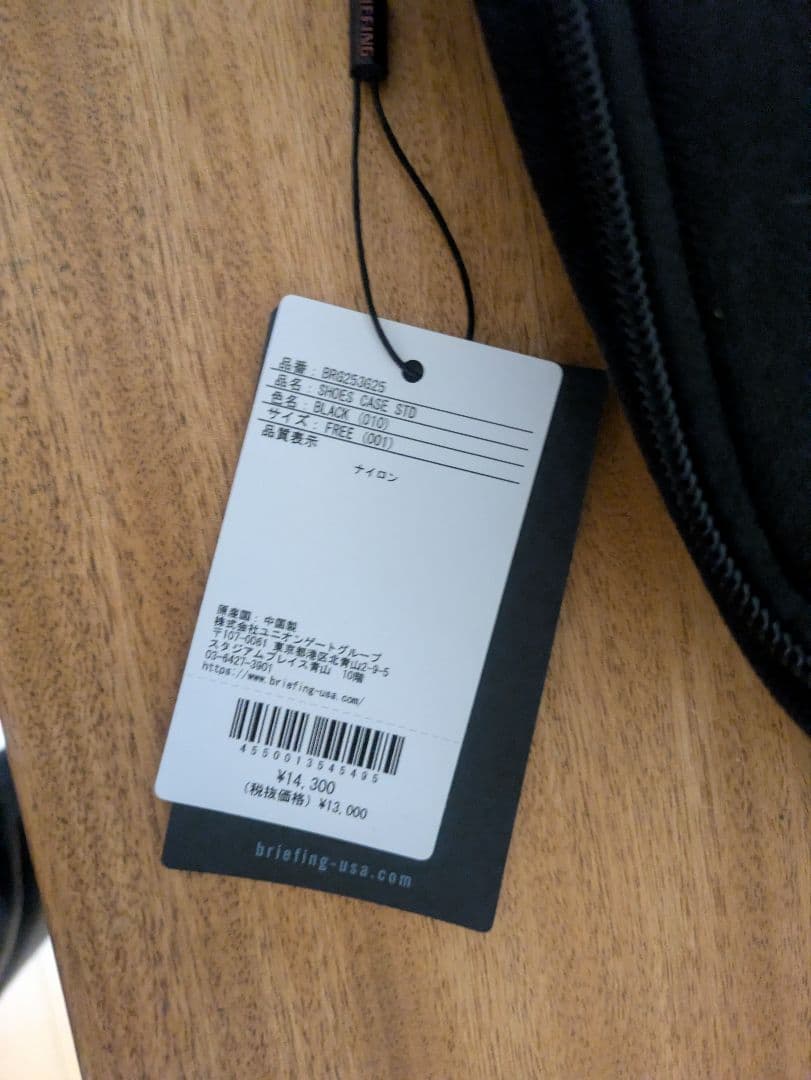 BRIEFING
品番: BRG253G25
品名: SHOES CASE STD
色名: BLACK (010)
サイズ: FREE (001)
品質表示
ナイロン
原産国: 中国製
株式会社ユニオンゲートグループ
〒107-0061 東京都港区北青山2-9-5
スタジアムプレイス青山 10階
03-6427-3901
https://www.briefing-usa.com/
4550013545495
¥14,300
(税抜価格) ¥13,000
briefing-usa.com